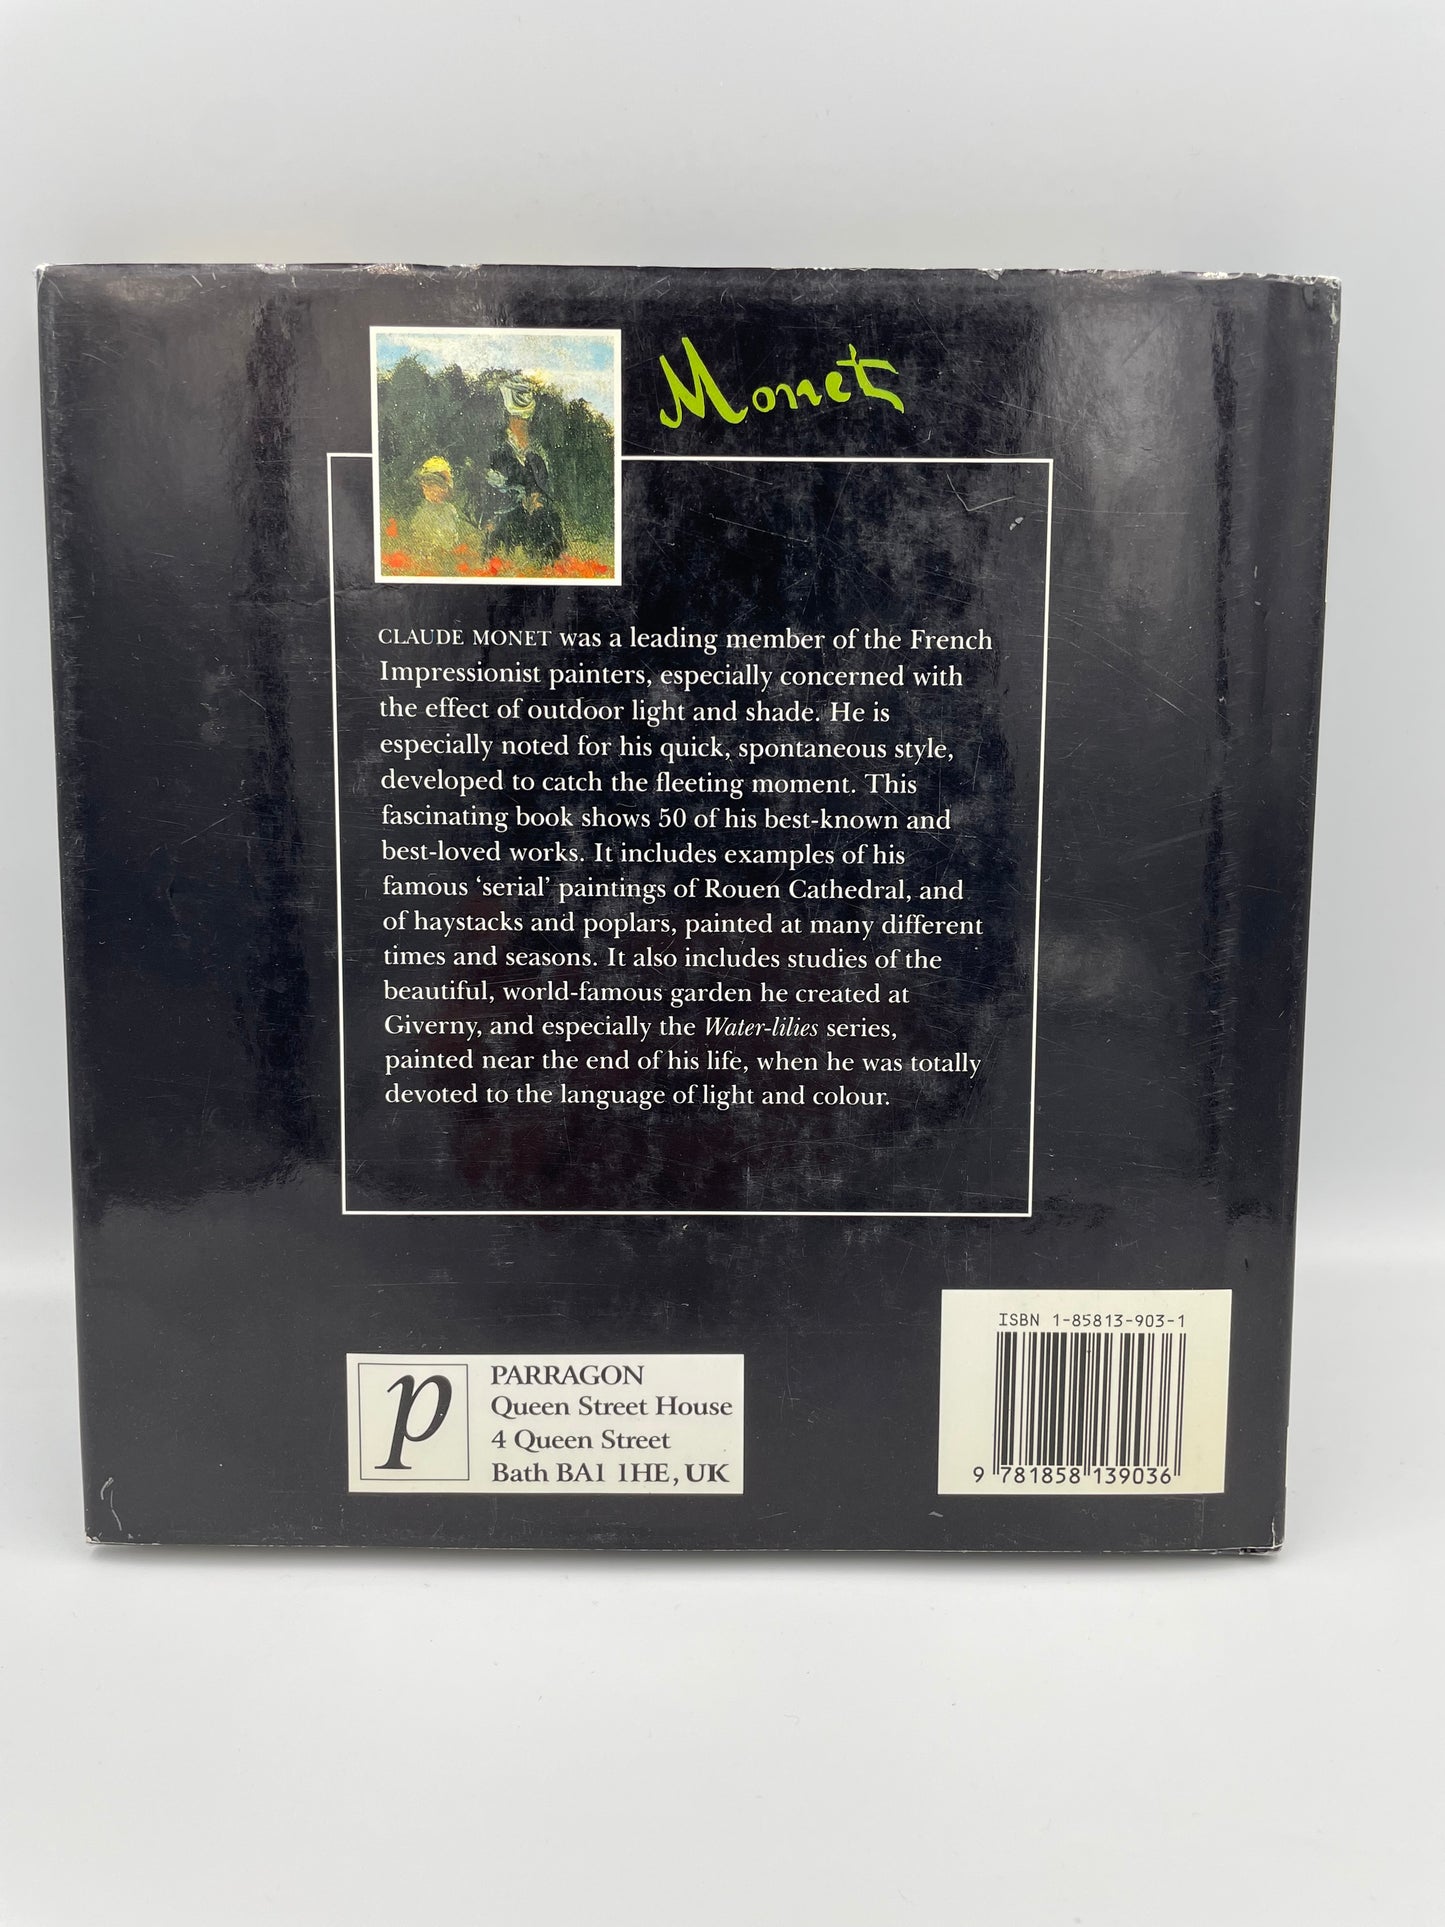 Monet
CLAUDE MONET was a leading member of the French
Impressionist painters, especially concerned with
the effect of outdoor light and shade. He is
especially noted for his quick, spontaneous style,
developed to catch the fleeting moment. This
fascinating book shows 50 of his best-known and
best-loved works. It includes examples of his
famous ‘serial’ paintings of Rouen Cathedral, and
of haystacks and poplars, painted at many different
times and seasons. It also includes studies of the
beautiful, world-famous garden he created at
Giverny, and especially the Water-lilies series,
painted near the end of his life, when he was totally
devoted to the language of light and colour.
p
PARRAGON
Queen Street House
4 Queen Street
Bath BA1 1HE, UK
ISBN 1-85813-903-1
9 781858 139036